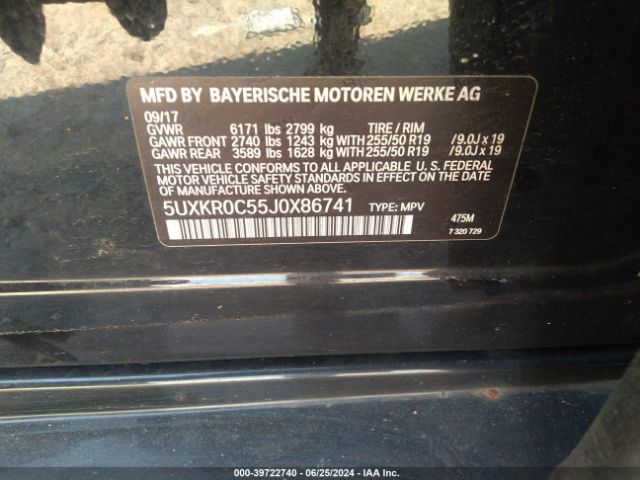 MFD BY BAYERISCHE MOTOREN WERKE AG
09/17
GVWR 6171 lbs 2799 kg TIRE / RIM
GAWR FRONT 2740 lbs 1243 kg WITH 255/50 R19 /9.0J x 19
GAWR REAR 3589 lbs 1628 kg WITH 255/50 R19 /9.0J x 19
THIS VEHICLE CONFORMS TO ALL APPLICABLE U. S. FEDERAL
MOTOR VEHICLE SAFETY STANDARDS IN EFFECT ON THE
DATE OF MANUFACTURE SHOWN ABOVE.
5UXKR0C55J0X86741 TYPE: MPV
475M
7 320 729
000-39722740 - 06/25/2024 - IAA Inc.